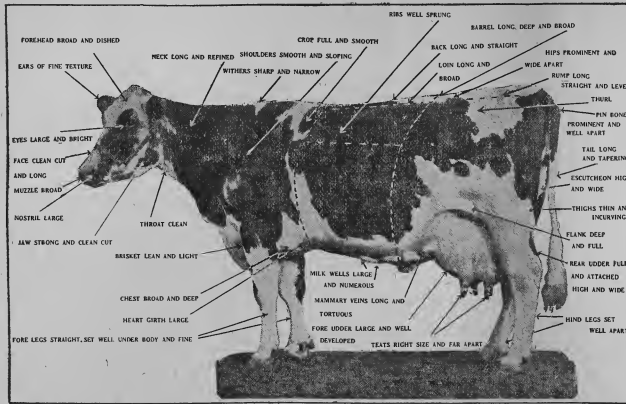 RIBS WELL SPRUNG
CROP FULL AND SMOOTH
BARREL LONG, DEEP AND BROAD
FOREHEAD BROAD AND DISHED
SHOULDERS SMOOTH AND SLOPING
BACK LONG AND STRAIGHT
HIPS PROMINENT AND
WIDE APART
NECK LONG AND REFINED
LOIN LONG AND
BROAD
EARS OF FINE TEXTURE
WITHERS SHARP AND NARROW
RUMP LONG
STRAIGHT AND LEVE
THURL
PIN BONE
PROMINENT AND
WELL APART
EYES LARGE AND BRIGHT
TAIL LONG
AND TAPERING
FACE CLEAN CUT
AND LONG
ESCUTCHEON HIG
AND WIDE
MUZZLE BROAD
NOSTRIL LARGE
THROAT CLEAN
THIGHS THIN AN
INCURVING
JAW STRONG AND CLEAN CUT
FLANK DEEP
AND FULL
BRISKET LEAN AND LIGHT
REAR UDDER FULL
AND ATTACHED
HIGH AND WIDE
MILK WELLS LARGE
AND NUMEROUS
CHEST BROAD AND DEEP
MAMMARY VEINS LONG AND
TORTUOUS
HEART GIRTH LARGE
FORE UDDER LARGE AND WELL
DEVELOPED
HIND LEGS SET
WELL APART
FORE LEGS STRAIGHT, SET WELL UNDER BODY AND FINE
TEATS RIGHT SIZE AND FAR APART